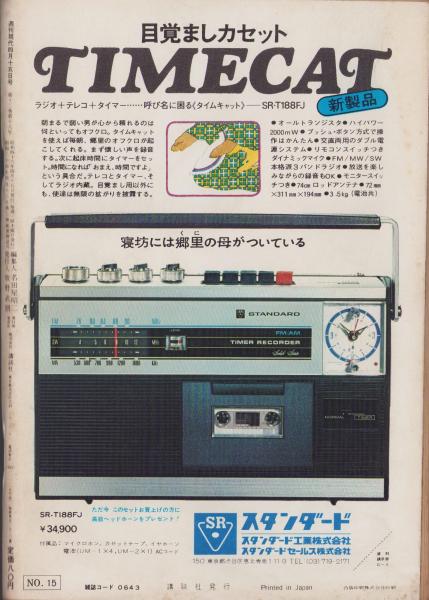 目覚ましカセット
TIMECAT
ラジオ＋テレコ＋タイマー……呼び名に困る〈タイムキャット〉──SR-T188FJ
新製品
朝まで弱い男が心から頼れるのは
何といってもオフクロ。タイムキャット
を使えば毎朝、郷里のオフクロが起
こしてくれる。まず懐しい声を録音
する。次に起床時間にタイマーをセッ
ト。時間になれば「おまえ、時間ですよ」
という具合だ。テレコとタイマー、そ
してラジオ内蔵。目覚まし用以外に
も、使途は無限の拡がりを披露する。
●オールトランジスタ●ハイパワー
2000mW●プッシュ・ボタン方式で操
作はかんたん●交直両用のダブル電
源システム●リモコンスイッチつき
ダイナミックマイク●FM/MW/SW
本格派3バンドラジオ●放送を楽し
みながらの録音もOK●モニタースイッ
チつき●74cmロッドアンテナ●72mm
×311mm×194mm●3.5kg（電池共）
寝坊には郷里の母がついている
くに
STANDARD
FM-AM
TIMER RECORDER
Solid State
SR-T188FJ
¥34,900
ただ今 このセットお買上げの方に
高級ヘッドホーンをプレゼント!
付属品：マイクロホン、カセットテープ、イヤホーン
電池(UM-1×4、UM-2×1) ACコード
SR
スタンダード
スタンダード工業株式会社
スタンダードセールス株式会社
NO. 15
雑誌コード 0643
講談社発行
Printed in Japan
定価八〇円